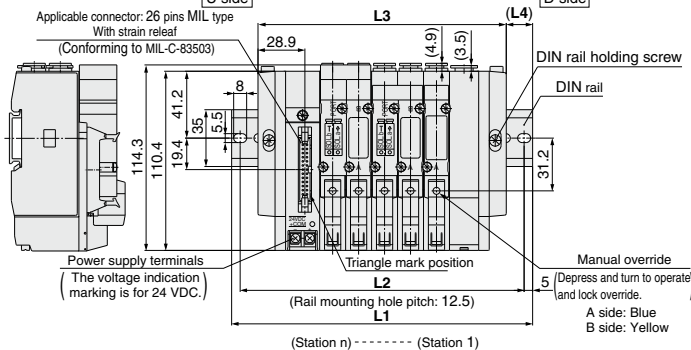 U side
D side
Applicable connector: 26 pins MIL type
With strain releaf
(Conforming to MIL-C-83503)
L3
(L4)
28.9
(4.9)
(3.5)
DIN rail holding screw
DIN rail
8
5.5
35
41.2
19.4
114.3
110.4
31.2
24VDC
+COM
Power supply terminals
(The voltage indication
marking is for 24 VDC.)
Triangle mark position
Manual override
(Depress and turn to operate
and lock override.)
A side: Blue
B side: Yellow
L2
5
(Rail mounting hole pitch: 12.5)
L1
(Station n) -------- (Station 1)